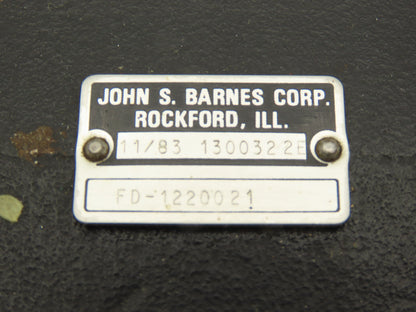 JOHN S. BARNES CORP.
ROCKFORD, ILL.
11/83 1300322E
FD-1220021